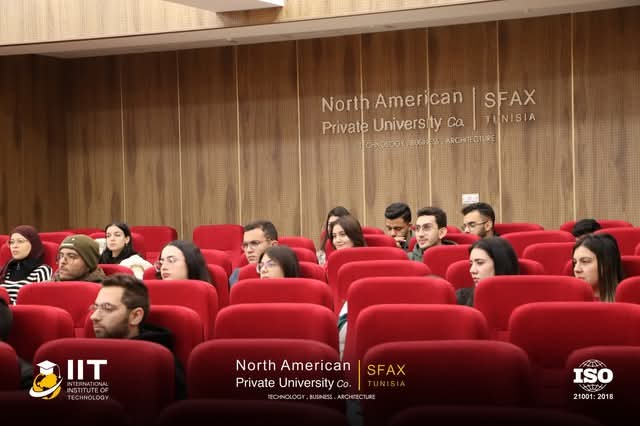 North American
Private University Co.
SFAX
TUNISIA
TECHNOLOGY . BUSINESS . ARCHITECTURE
IIT
INTERNATIONAL
INSTITUTE OF
TECHNOLOGY
North American
Private University Co.
SFAX
TUNISIA
TECHNOLOGY . BUSINESS . ARCHITECTURE
ISO
21001: 2018